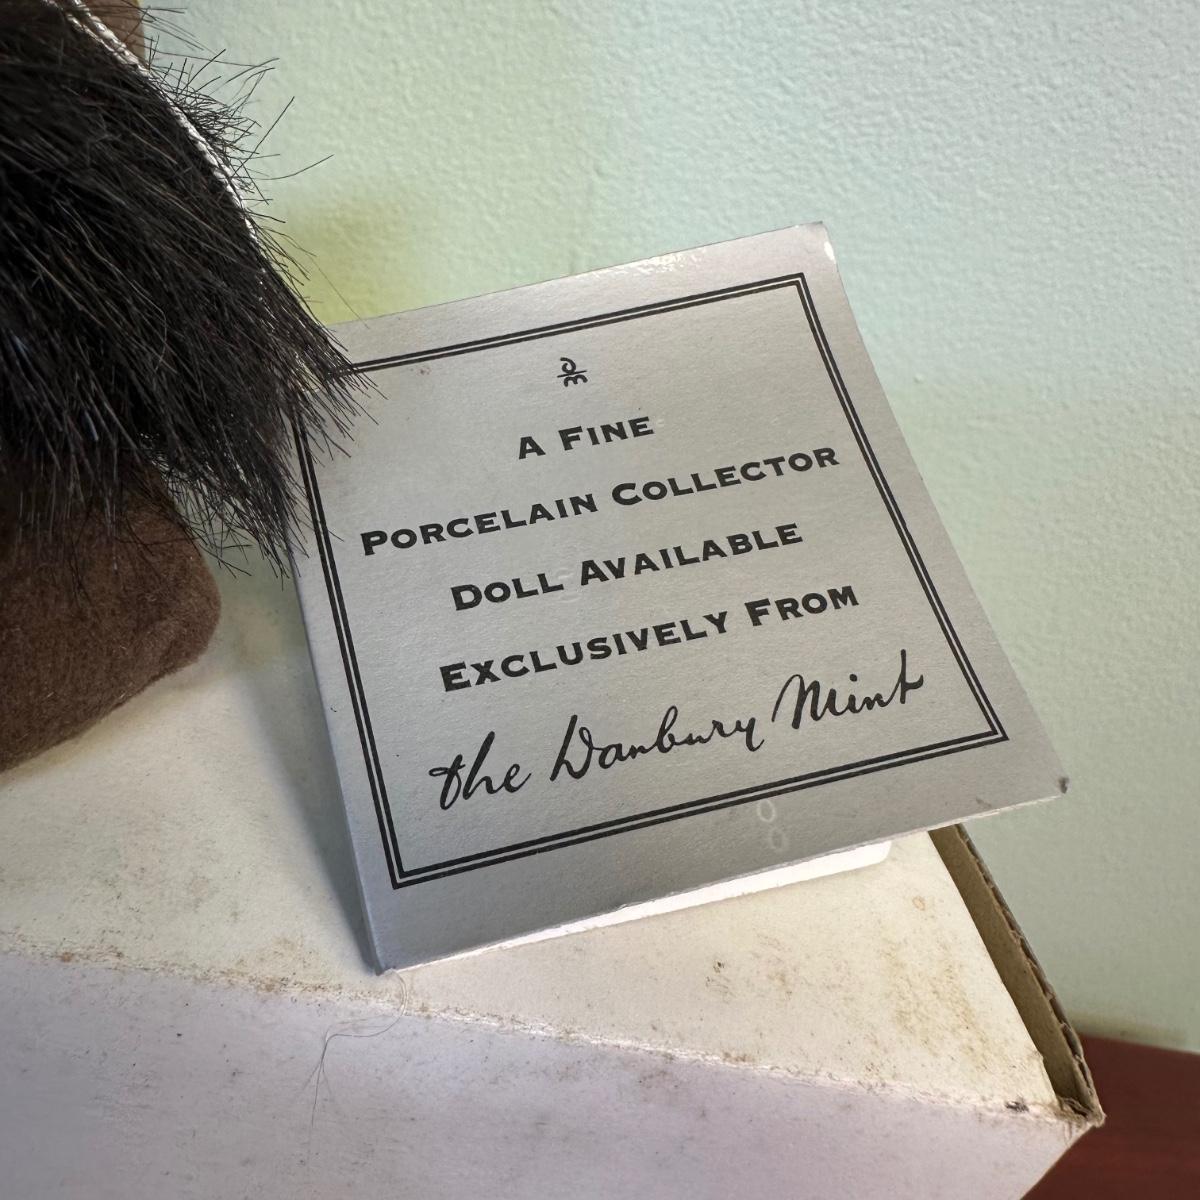 A Fine
Porcelain Collector
Doll Available
Exclusively From
the Danbury Mint